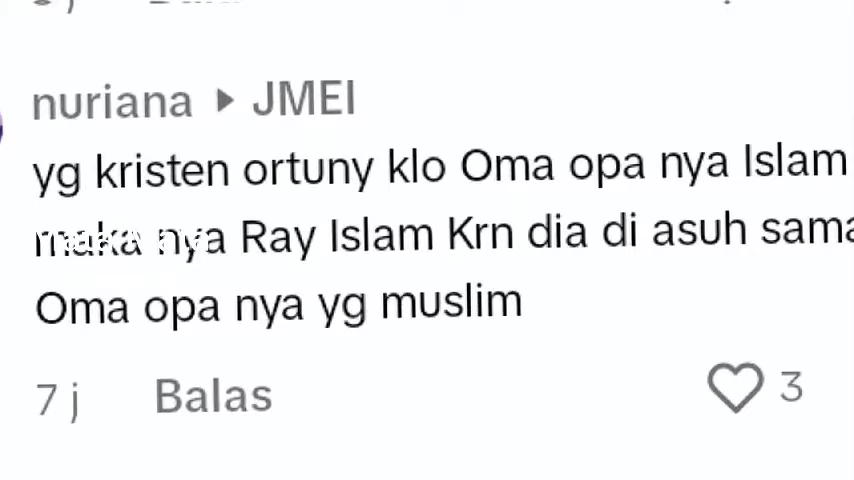 nuriana ▸ JMEI
yg kristen ortuny klo Oma opa nya Islam
maka nya Ray Islam Krn dia di asuh sama
Oma opa nya yg muslim
7 j Balas 3